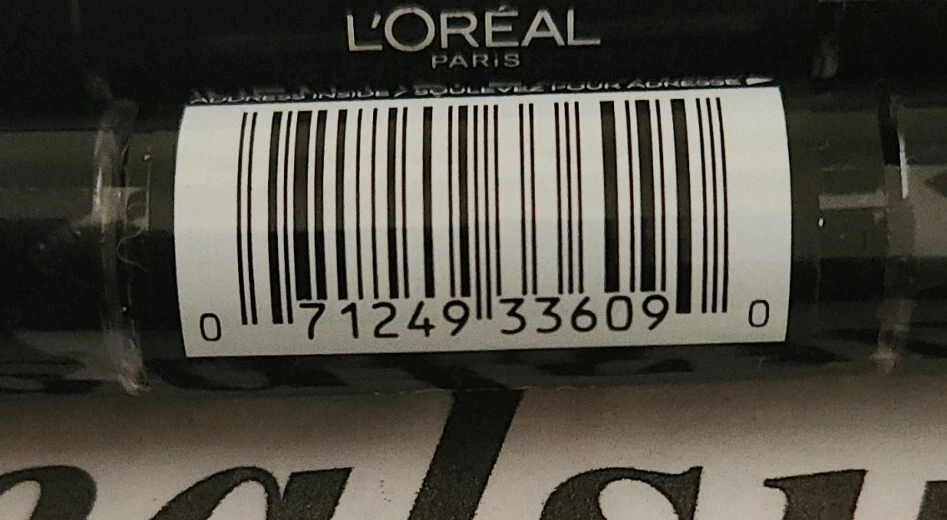 L'ORÉAL
PARIS
ADDRESS INSIDE / SOULEVEZ POUR ADRESSE
0 71249 33609 0